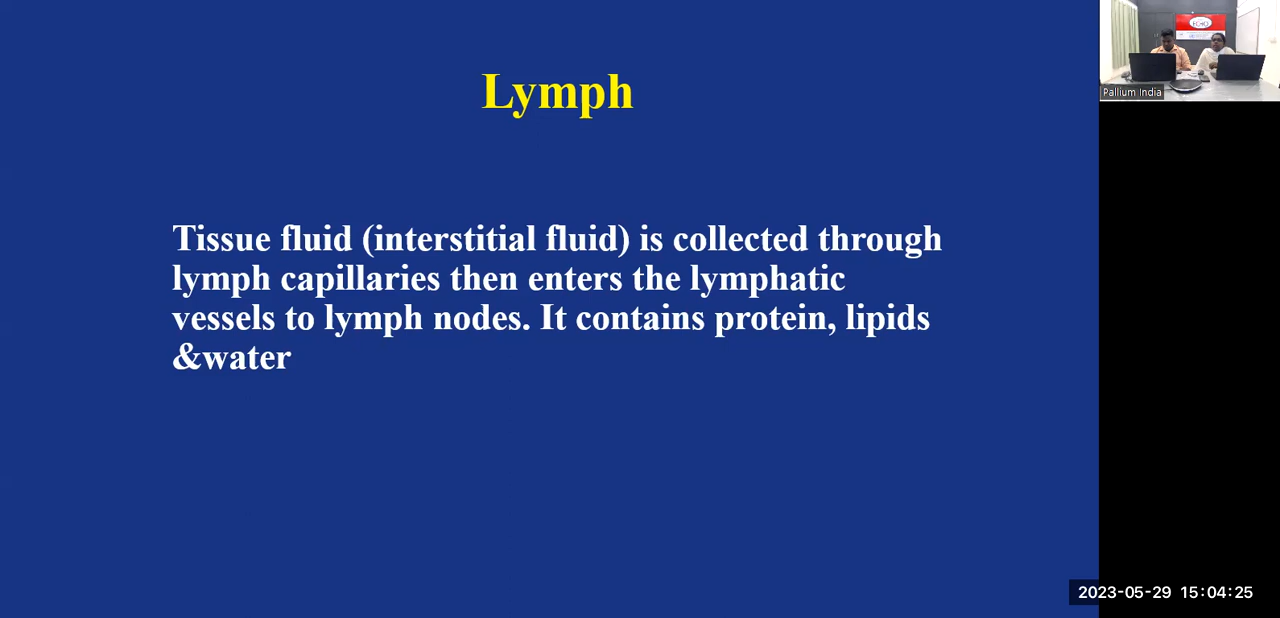 Lymph
Tissue fluid (interstitial fluid) is collected through
lymph capillaries then enters the lymphatic
vessels to lymph nodes. It contains protein, lipids
&water
Pallium India
2023-05-29 15:04:25